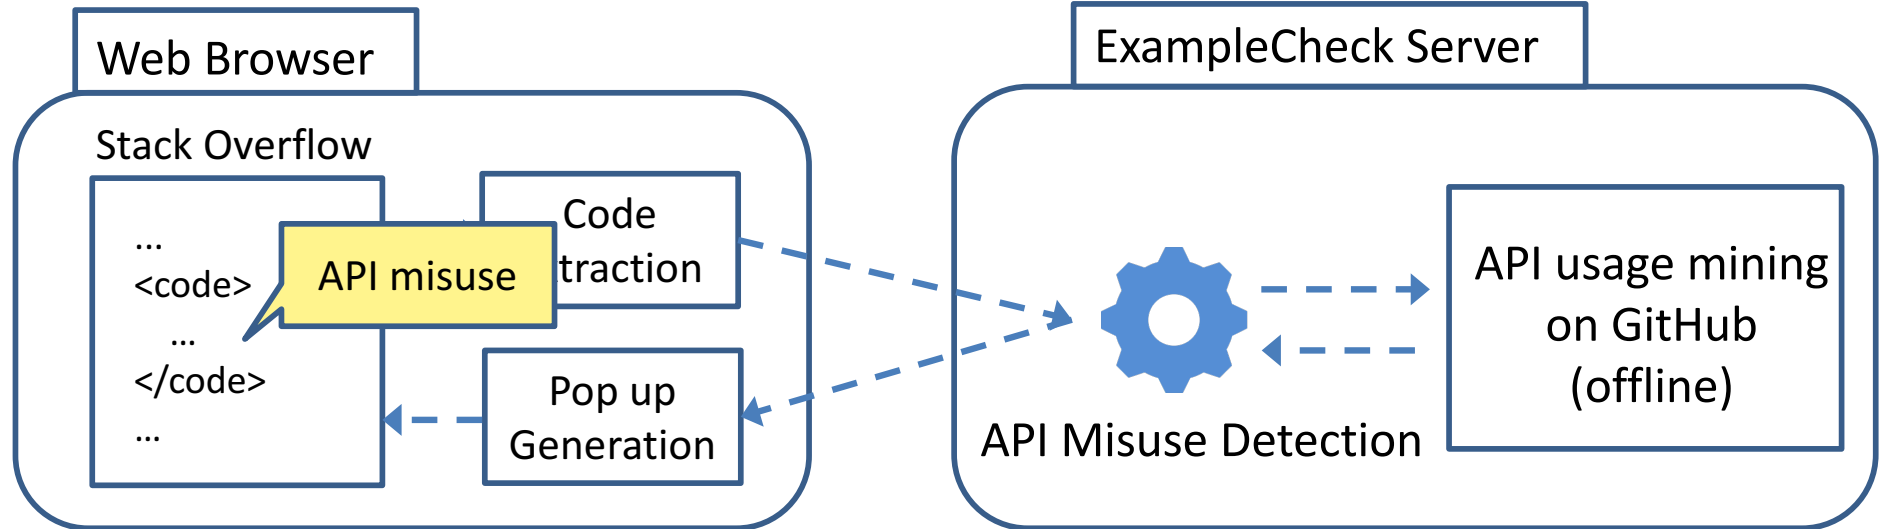 Web Browser
Stack Overflow
...
<code>
...
</code>
...
API misuse
Code
traction
Pop up
Generation
ExampleCheck Server
API Misuse Detection
API usage mining
on GitHub
(offline)